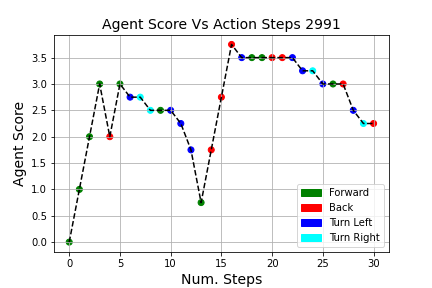 Agent Score Vs Action Steps 2991
Agent Score
3.5
3.0
2.5
2.0
1.5
1.0
0.5
0.0
Forward
Back
Turn Left
Turn Right
0 5 10 15 20 25 30
Num. Steps